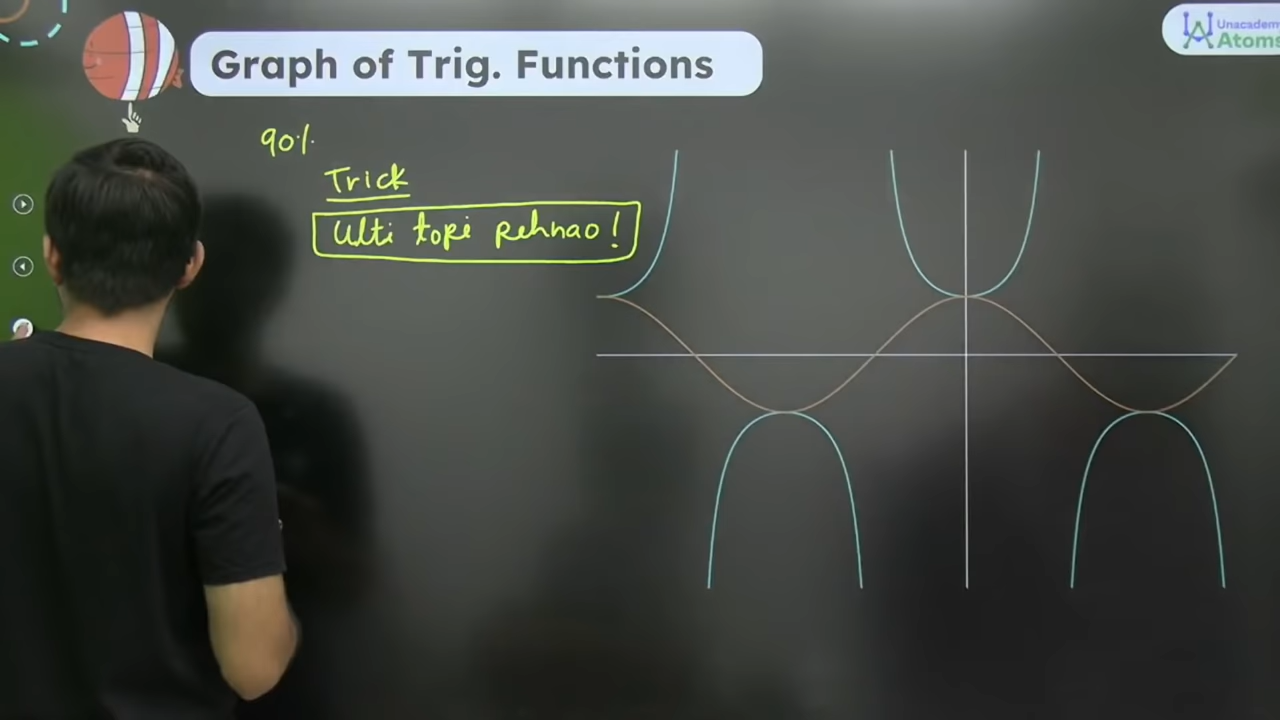 Unacademy
Graph of Trig. Functions
Atoms
90%.
Trick
Ulti topi pehnao!